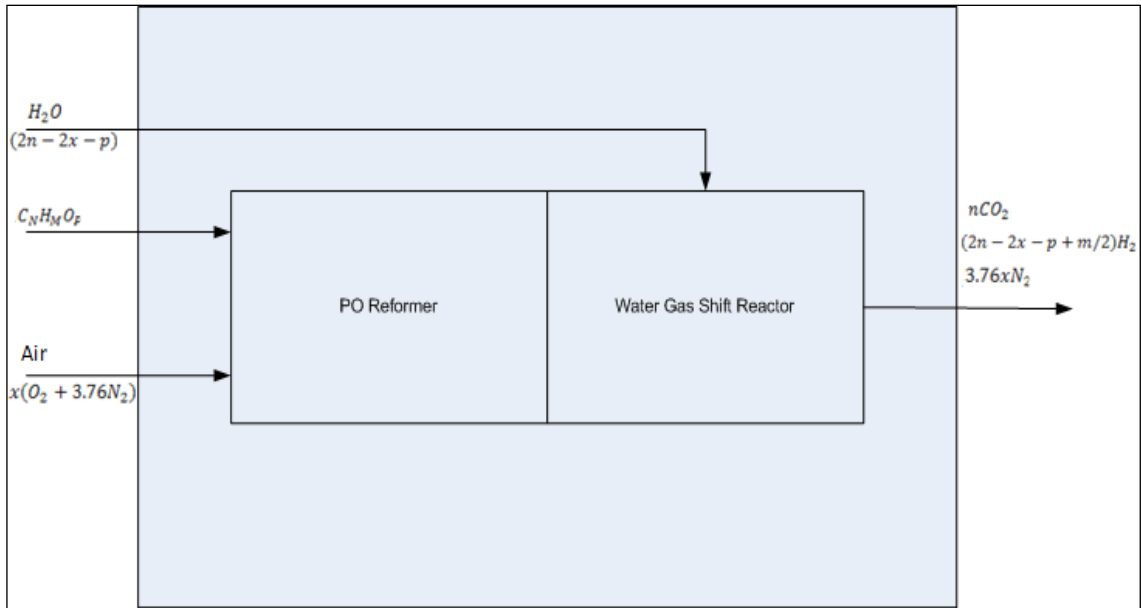 H₂O
(2n − 2x − p)
C_NH_MO_P
Air
x(O₂ + 3.76N₂)
PO Reformer
Water Gas Shift Reactor
nCO₂
(2n − 2x − p + m/2)H₂
3.76xN₂